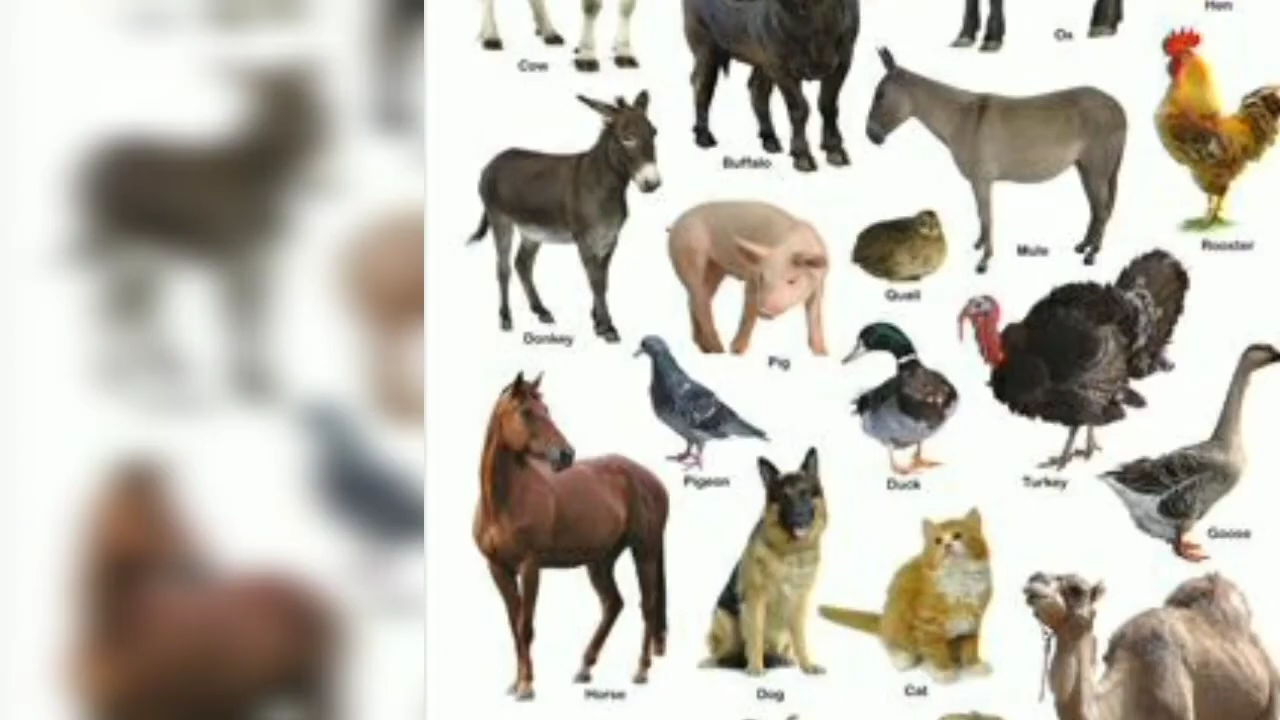 Hen
Ox
Cow
Buffalo
Rooster
Mule
Quail
Donkey
Pig
Pigeon
Duck
Turkey
Goose
Horse
Dog
Cat